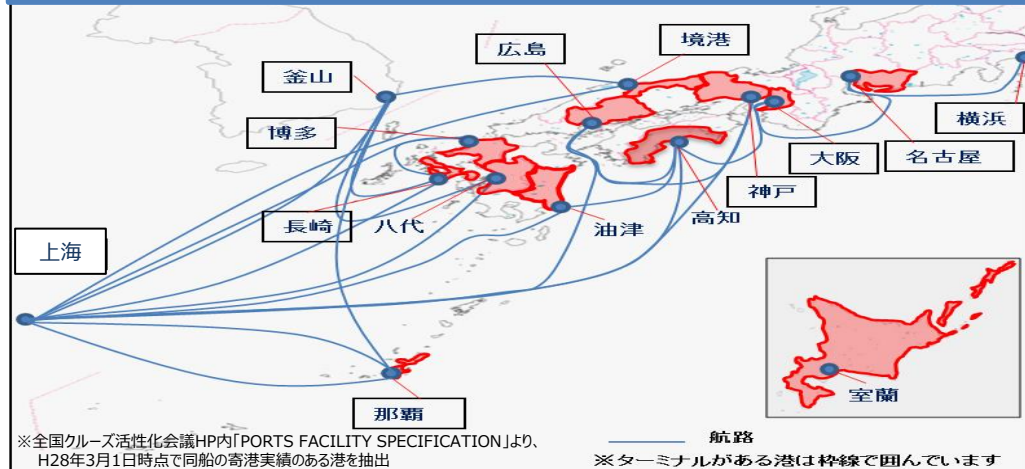 広島
境港
釜山
博多
横浜
大阪
名古屋
神戸
長崎
八代
油津
高知
上海
室蘭
那覇
航路
※全国クルーズ活性化会議HP内「PORTS FACILITY SPECIFICATION」より、
H28年3月1日時点で同船の寄港実績のある港を抽出
※ターミナルがある港は枠線で囲んでいます